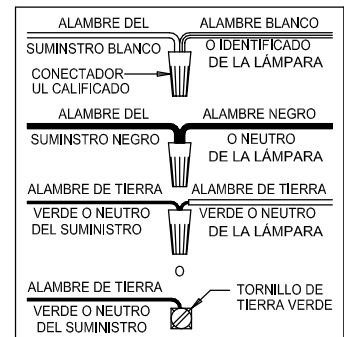 ALAMBRE DEL
SUMINSTRO BLANCO
ALAMBRE BLANCO
O IDENTIFICADO
DE LA LÁMPARA
CONECTADOR
UL CALIFICADO
ALAMBRE DEL
SUMINSTRO NEGRO
ALAMBRE NEGRO
O NEUTRO
DE LA LÁMPARA
ALAMBRE DE TIERRA
VERDE O NEUTRO
DEL SUMINISTRO
ALAMBRE DE TIERRA
VERDE O NEUTRO
DE LA LÁMPARA
O
ALAMBRE DE TIERRA
VERDE O NEUTRO
DEL SUMINISTRO
TORNILLO DE
TIERRA VERDE